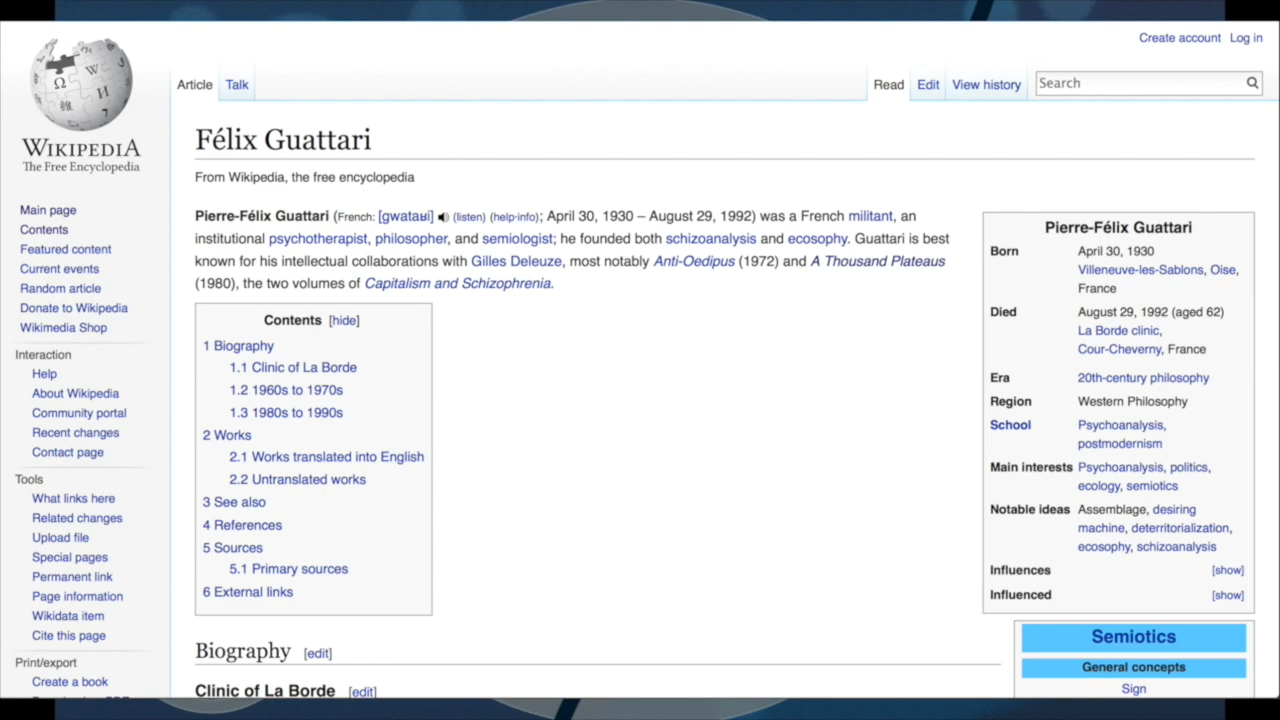 Create account Log in
Article Talk Read Edit View history Search
WIKIPEDIA
The Free Encyclopedia
Main page
Contents
Featured content
Current events
Random article
Donate to Wikipedia
Wikimedia Shop
Interaction
Help
About Wikipedia
Community portal
Recent changes
Contact page
Tools
What links here
Related changes
Upload file
Special pages
Permanent link
Page information
Wikidata item
Cite this page
Print/export
Create a book
Félix Guattari
From Wikipedia, the free encyclopedia
Pierre-Félix Guattari (French: [ɡwataʁi] (listen) (help·info); April 30, 1930 – August 29, 1992) was a French militant, an
institutional psychotherapist, philosopher, and semiologist; he founded both schizoanalysis and ecosophy. Guattari is best
known for his intellectual collaborations with Gilles Deleuze, most notably Anti-Oedipus (1972) and A Thousand Plateaus
(1980), the two volumes of Capitalism and Schizophrenia.
Contents [hide]
1 Biography
1.1 Clinic of La Borde
1.2 1960s to 1970s
1.3 1980s to 1990s
2 Works
2.1 Works translated into English
2.2 Untranslated works
3 See also
4 References
5 Sources
5.1 Primary sources
6 External links
Biography [edit]
Clinic of La Borde [edit]
Pierre-Félix Guattari
Born April 30, 1930
Villeneuve-les-Sablons, Oise,
France
Died August 29, 1992 (aged 62)
La Borde clinic,
Cour-Cheverny, France
Era 20th-century philosophy
Region Western Philosophy
School Psychoanalysis,
postmodernism
Main interests Psychoanalysis, politics,
ecology, semiotics
Notable ideas Assemblage, desiring
machine, deterritorialization,
ecosophy, schizoanalysis
Influences [show]
Influenced [show]
Semiotics
General concepts
Sign